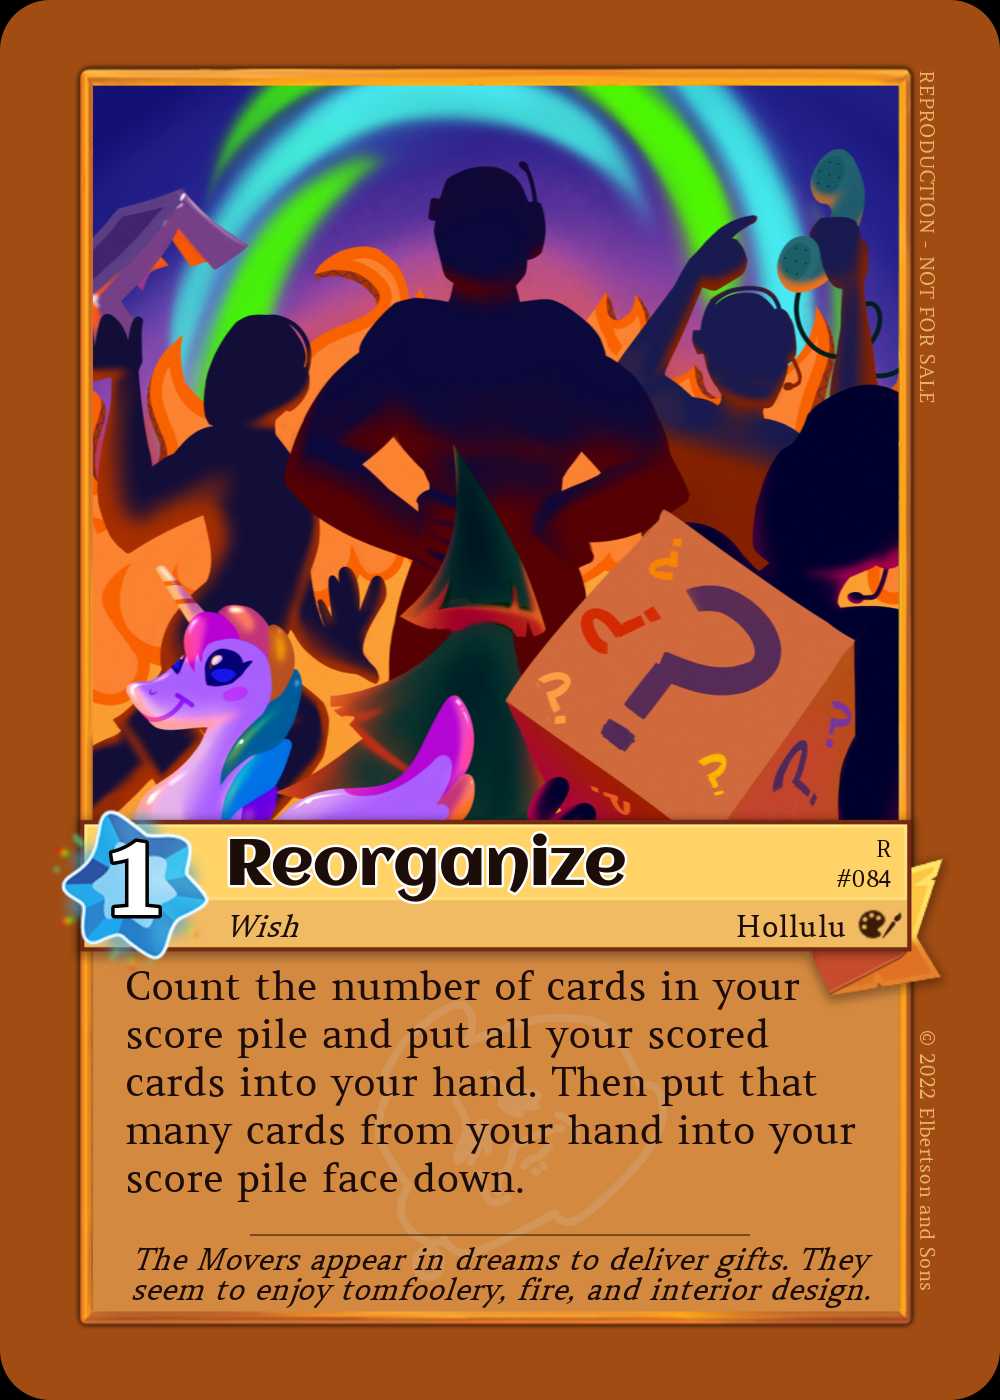 REPRODUCTION - NOT FOR SALE
? ? ? ? ? ? ? ?
1
Reorganize
R
#084
Wish
Hollulu
Count the number of cards in your
score pile and put all your scored
cards into your hand. Then put that
many cards from your hand into your
score pile face down.
The Movers appear in dreams to deliver gifts. They
seem to enjoy tomfoolery, fire, and interior design.
© 2022 Elbertson and Sons